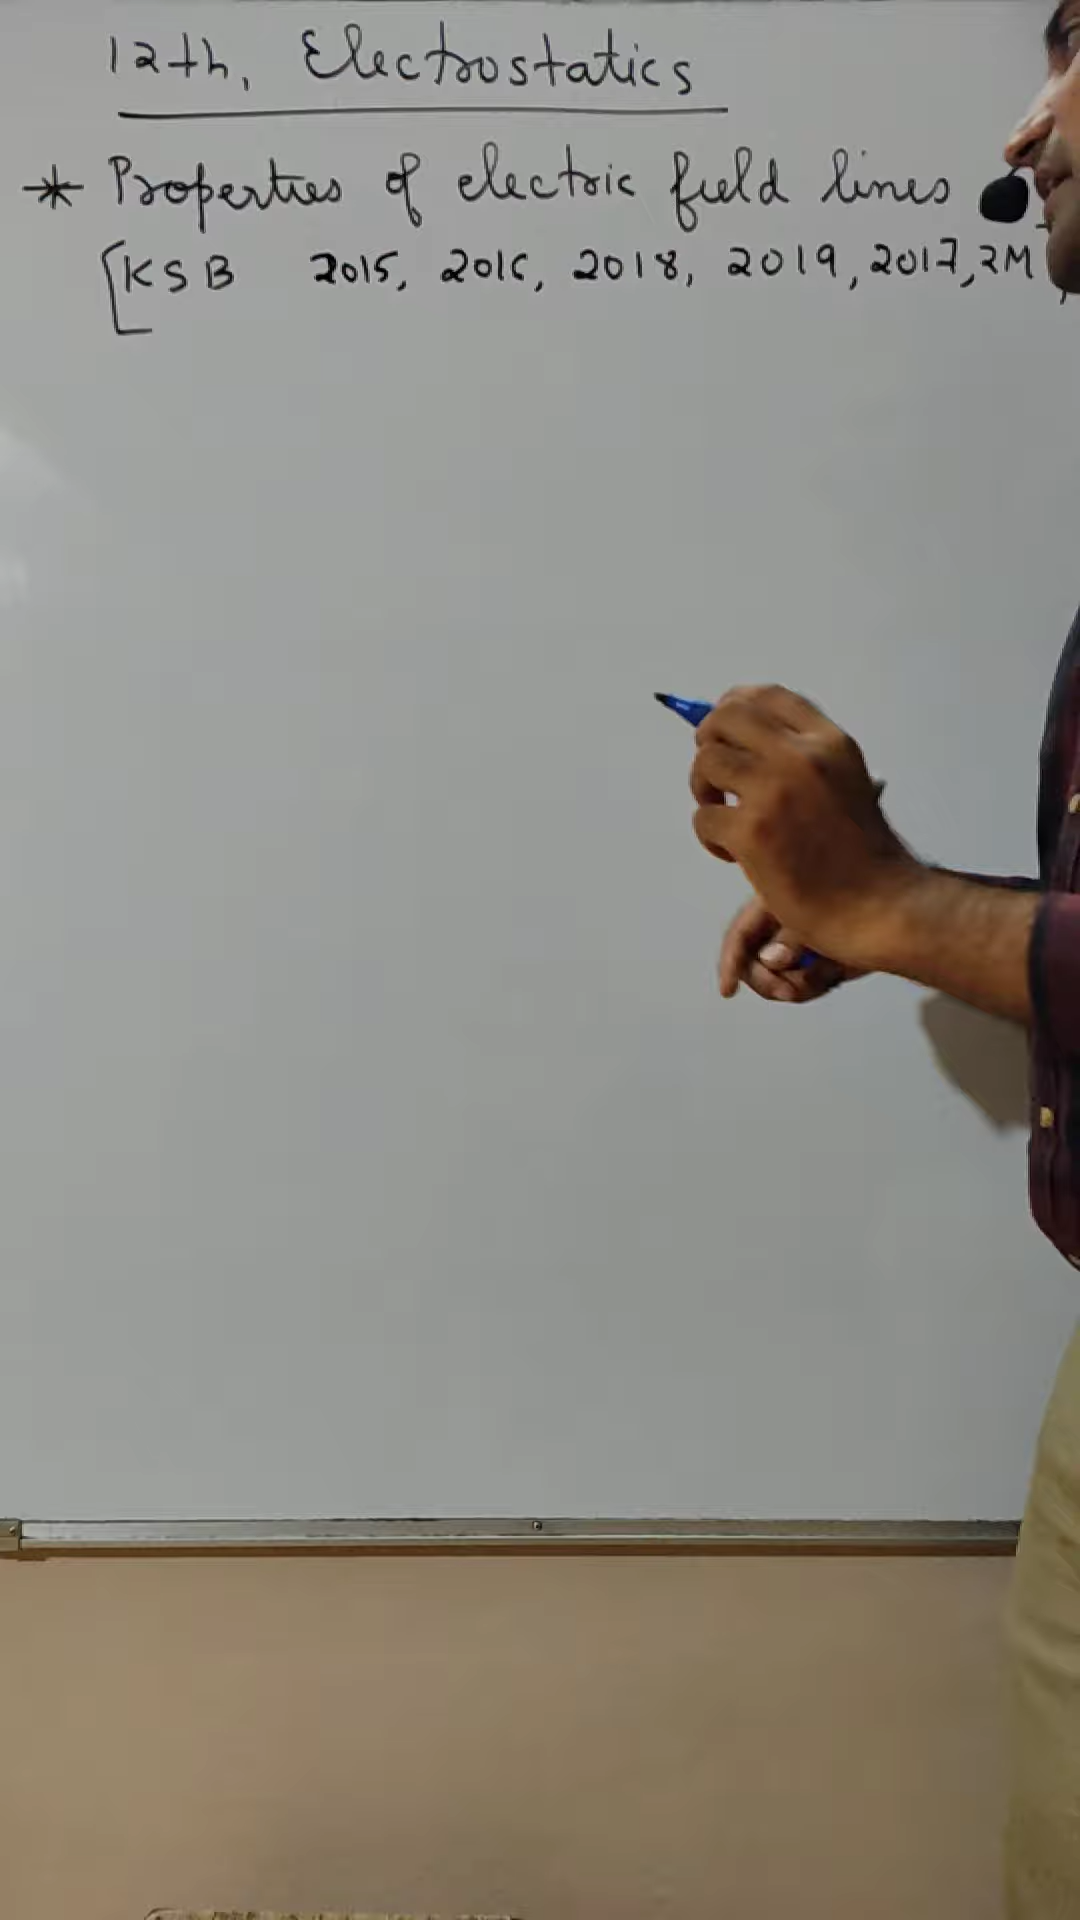 12th, Electrostatics
* Properties of electric field lines
[KSB 2015, 2016, 2018, 2019, 2017, 2M